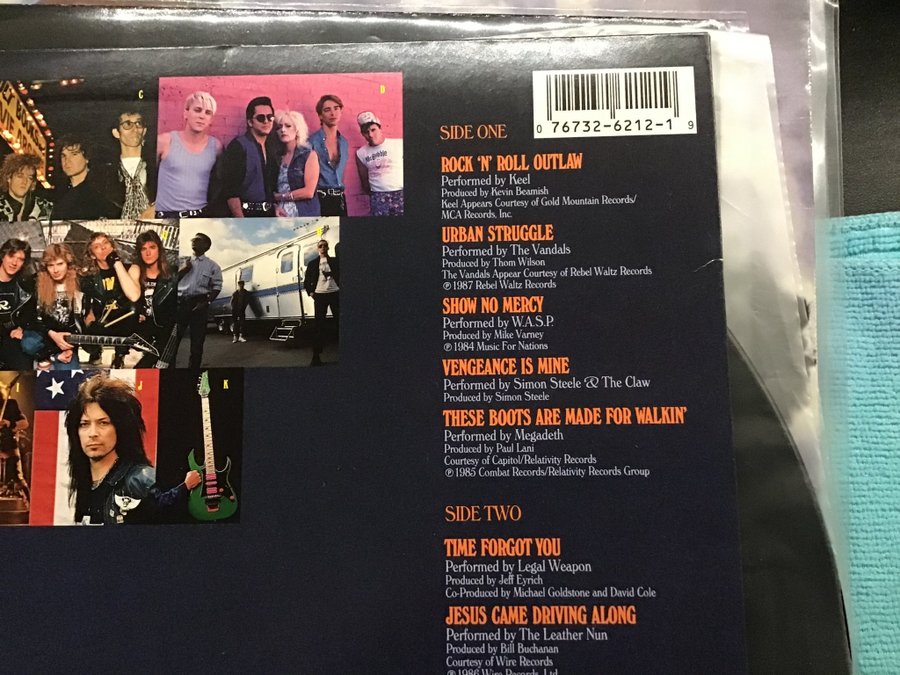 C
D
0 76732-6212-1 9
SIDE ONE
ROCK 'N' ROLL OUTLAW
Performed by Keel
Produced by Kevin Beamish
Keel Appears Courtesy of Gold Mountain Records/
MCA Records, Inc.
URBAN STRUGGLE
Performed by The Vandals
Produced by Thom Wilson
The Vandals Appear Courtesy of Rebel Waltz Records
℗ 1987 Rebel Waltz Records
SHOW NO MERCY
Performed by W.A.S.P.
Produced by Mike Varney
℗ 1984 Music For Nations
VENGEANCE IS MINE
Performed by Simon Steele & The Claw
Produced by Simon Steele
J
K
THESE BOOTS ARE MADE FOR WALKIN'
Performed by Megadeth
Produced by Paul Lani
Courtesy of Capitol/Relativity Records
℗ 1985 Combat Records/Relativity Records Group
SIDE TWO
TIME FORGOT YOU
Performed by Legal Weapon
Produced by Jeff Eyrich
Co-Produced by Michael Goldstone and David Cole
JESUS CAME DRIVING ALONG
Performed by The Leather Nun
Produced by Bill Buchanan
Courtesy of Wire Records
℗ 1986 Wire Records, Ltd